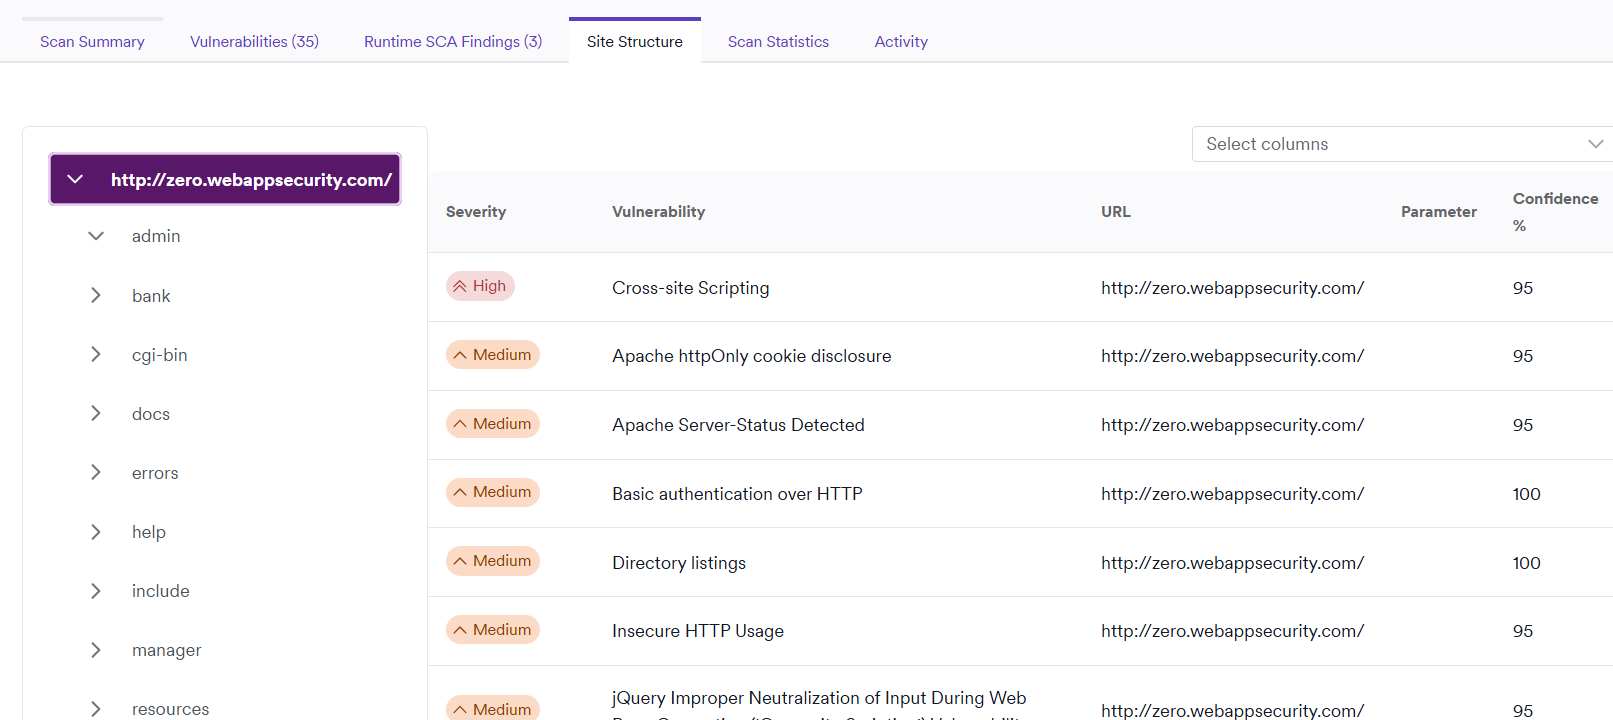 Scan Summary Vulnerabilities (35) Runtime SCA Findings (3) Site Structure Scan Statistics Activity
Select columns
http://zero.webappsecurity.com/
admin
bank
cgi-bin
docs
errors
help
include
manager
resources
Severity Vulnerability URL Parameter Confidence %
High Cross-site Scripting http://zero.webappsecurity.com/ 95
Medium Apache httpOnly cookie disclosure http://zero.webappsecurity.com/ 95
Medium Apache Server-Status Detected http://zero.webappsecurity.com/ 95
Medium Basic authentication over HTTP http://zero.webappsecurity.com/ 100
Medium Directory listings http://zero.webappsecurity.com/ 100
Medium Insecure HTTP Usage http://zero.webappsecurity.com/ 95
Medium jQuery Improper Neutralization of Input During Web http://zero.webappsecurity.com/ 95